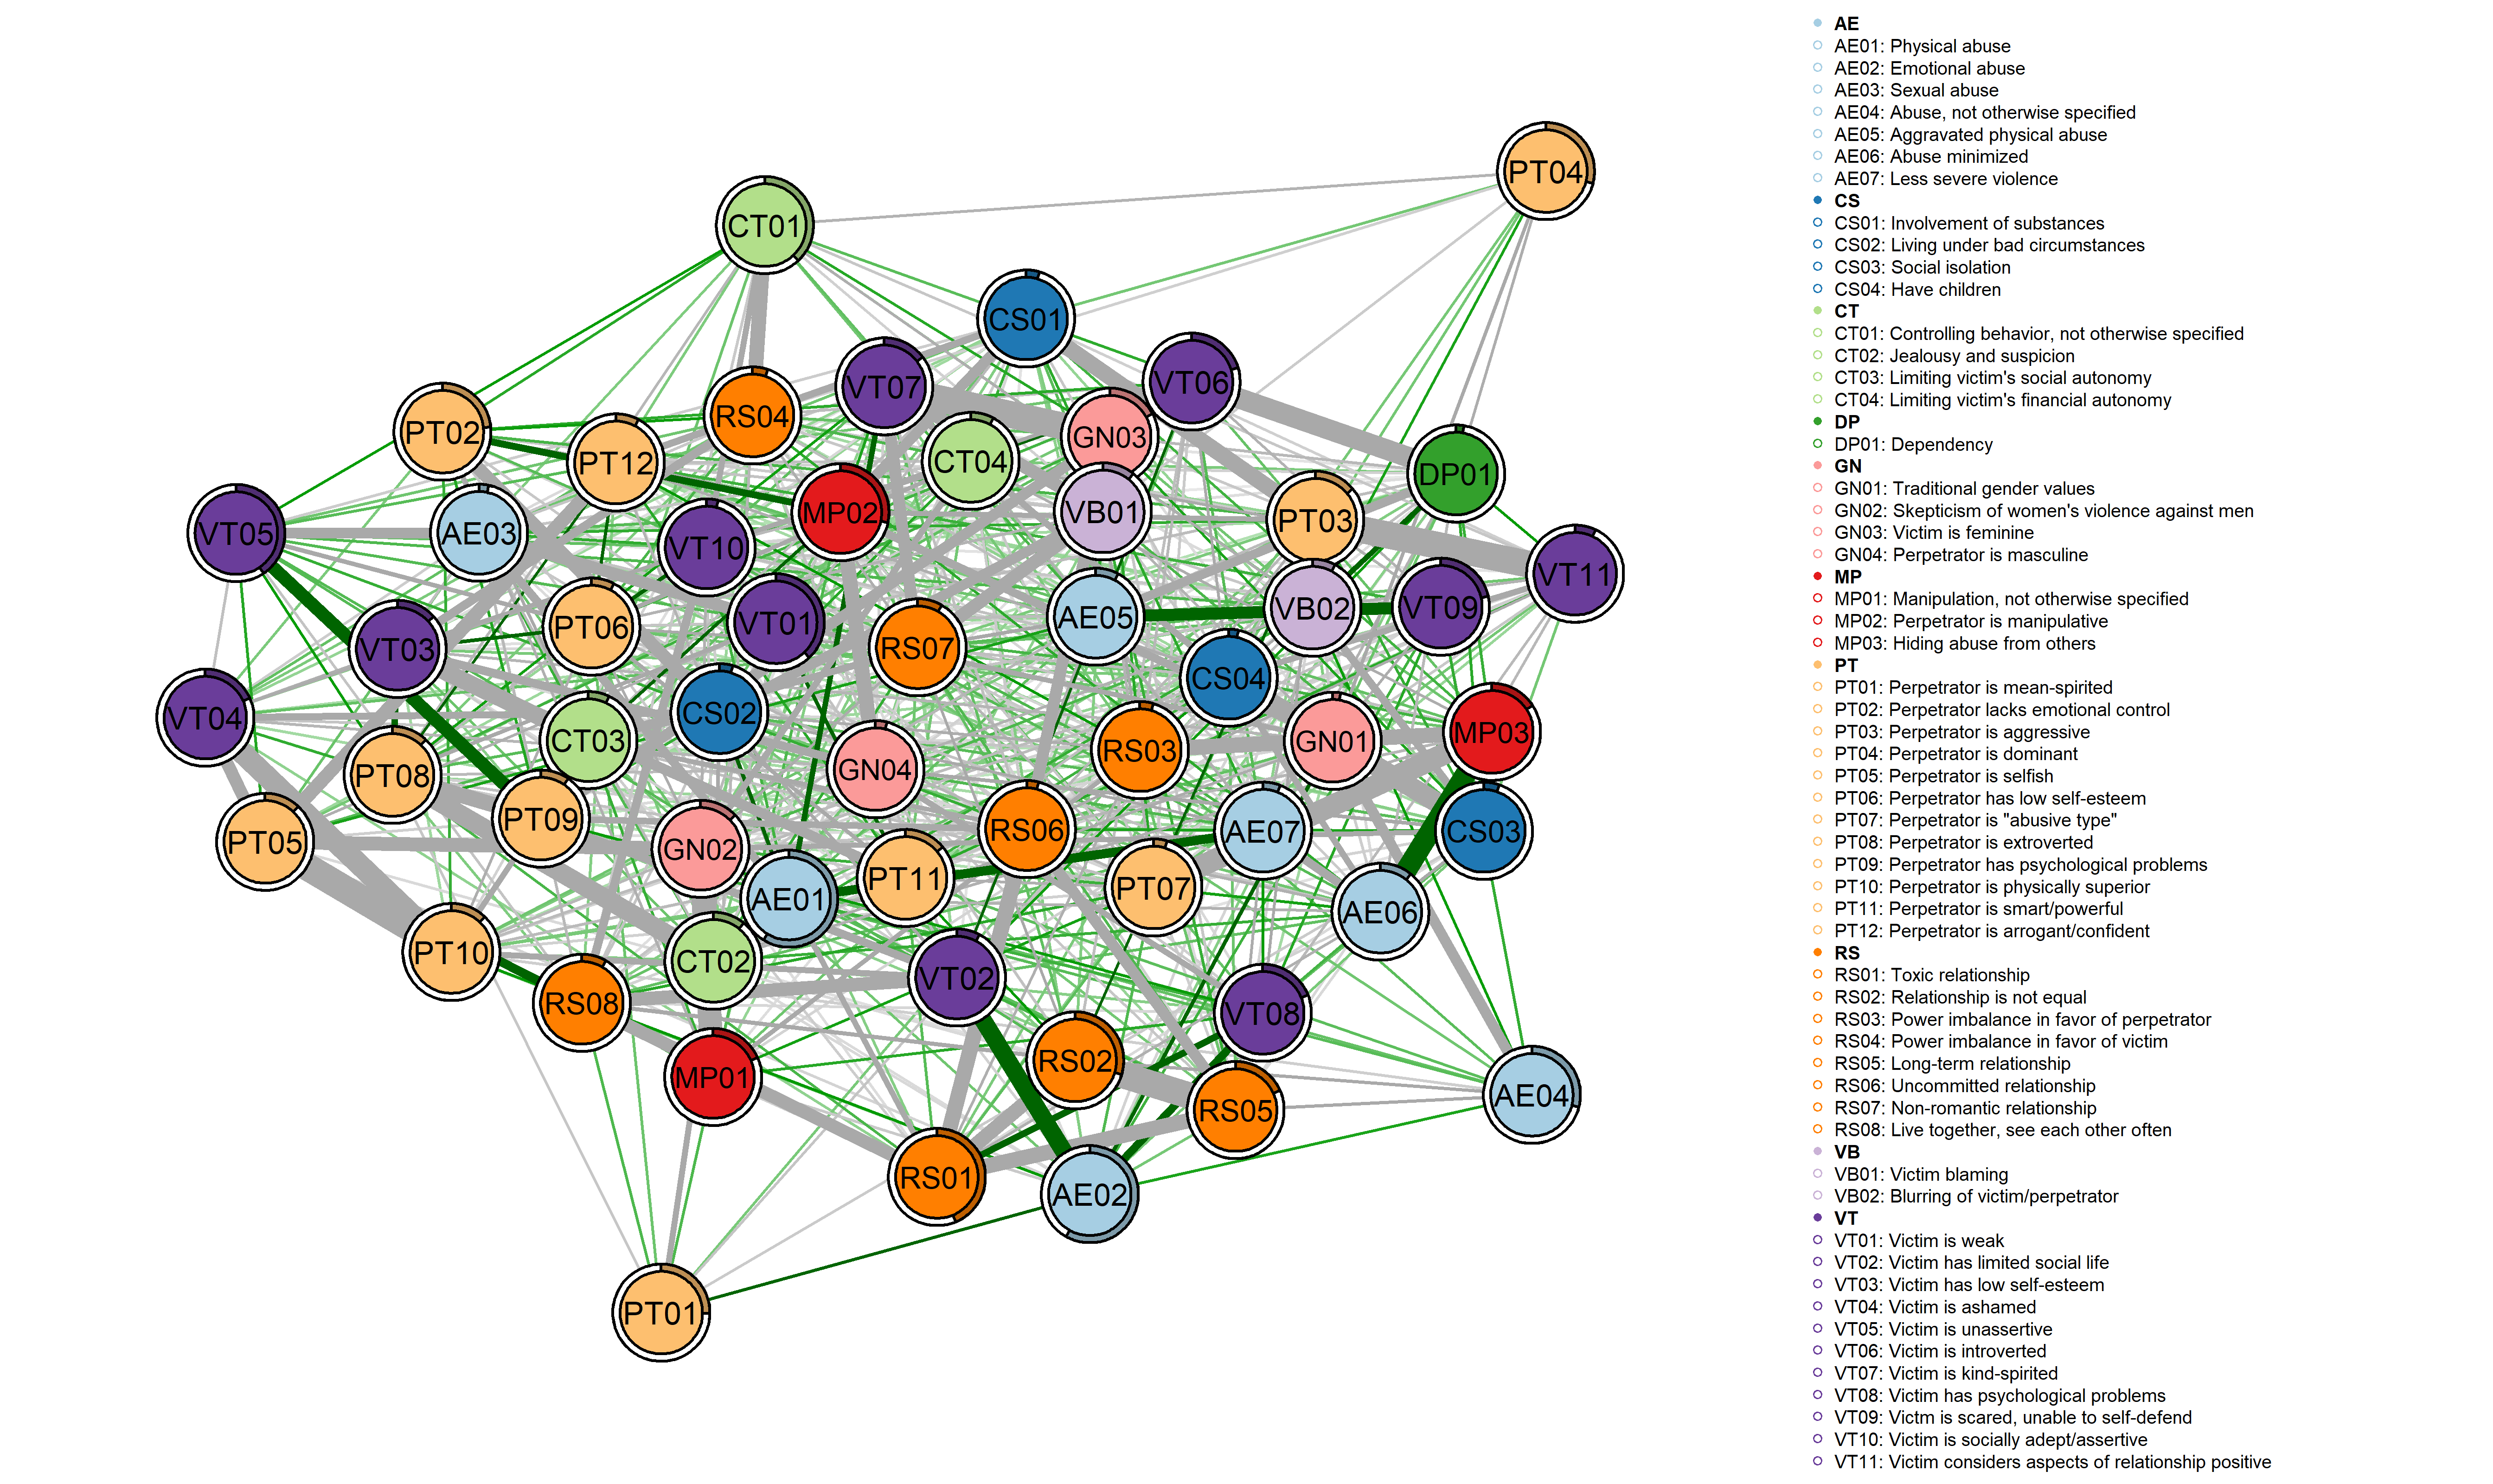 PT04
CT01
CS01
VT07
VT06
RS04
PT02
GN03
PT12
CT04
DP01
MP02
VB01
PT03
VT05
AE03
VT10
VT11
VT01
AE05
VB02
VT09
PT06
VT03
RS07
CS04
VT04
CS02
CT03
RS03
GN01
MP03
PT08
GN04
PT09
RS06
AE07
CS03
PT05
GN02
PT11
PT07
AE01
AE06
PT10
CT02
VT02
RS08
VT08
RS02
MP01
RS05
AE04
RS01
AE02
PT01
AE
AE01: Physical abuse
AE02: Emotional abuse
AE03: Sexual abuse
AE04: Abuse, not otherwise specified
AE05: Aggravated physical abuse
AE06: Abuse minimized
AE07: Less severe violence
CS
CS01: Involvement of substances
CS02: Living under bad circumstances
CS03: Social isolation
CS04: Have children
CT
CT01: Controlling behavior, not otherwise specified
CT02: Jealousy and suspicion
CT03: Limiting victim's social autonomy
CT04: Limiting victim's financial autonomy
DP
DP01: Dependency
GN
GN01: Traditional gender values
GN02: Skepticism of women's violence against men
GN03: Victim is feminine
GN04: Perpetrator is masculine
MP
MP01: Manipulation, not otherwise specified
MP02: Perpetrator is manipulative
MP03: Hiding abuse from others
PT
PT01: Perpetrator is mean-spirited
PT02: Perpetrator lacks emotional control
PT03: Perpetrator is aggressive
PT04: Perpetrator is dominant
PT05: Perpetrator is selfish
PT06: Perpetrator has low self-esteem
PT07: Perpetrator is "abusive type"
PT08: Perpetrator is extroverted
PT09: Perpetrator has psychological problems
PT10: Perpetrator is physically superior
PT11: Perpetrator is smart/powerful
PT12: Perpetrator is arrogant/confident
RS
RS01: Toxic relationship
RS02: Relationship is not equal
RS03: Power imbalance in favor of perpetrator
RS04: Power imbalance in favor of victim
RS05: Long-term relationship
RS06: Uncommitted relationship
RS07: Non-romantic relationship
RS08: Live together, see each other often
VB
VB01: Victim blaming
VB02: Blurring of victim/perpetrator
VT
VT01: Victim is weak
VT02: Victim has limited social life
VT03: Victim has low self-esteem
VT04: Victim is ashamed
VT05: Victim is unassertive
VT06: Victim is introverted
VT07: Victim is kind-spirited
VT08: Victim has psychological problems
VT09: Victm is scared, unable to self-defend
VT10: Victim is socially adept/assertive
VT11: Victim considers aspects of relationship positive